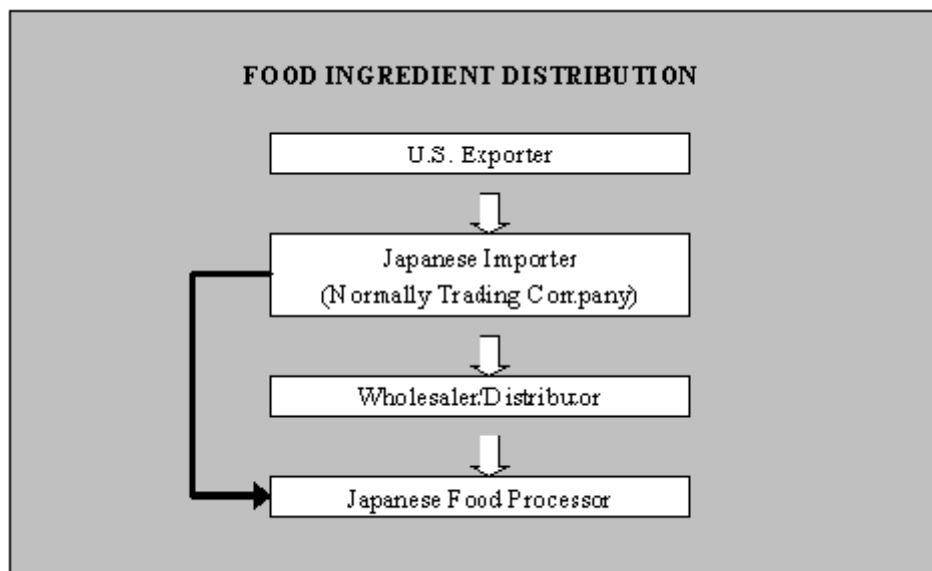 FOOD INGREDIENT DISTRIBUTION
U.S. Exporter
Japanese Importer
(Normally Trading Company)
Wholesaler/Distributor
Japanese Food Processor